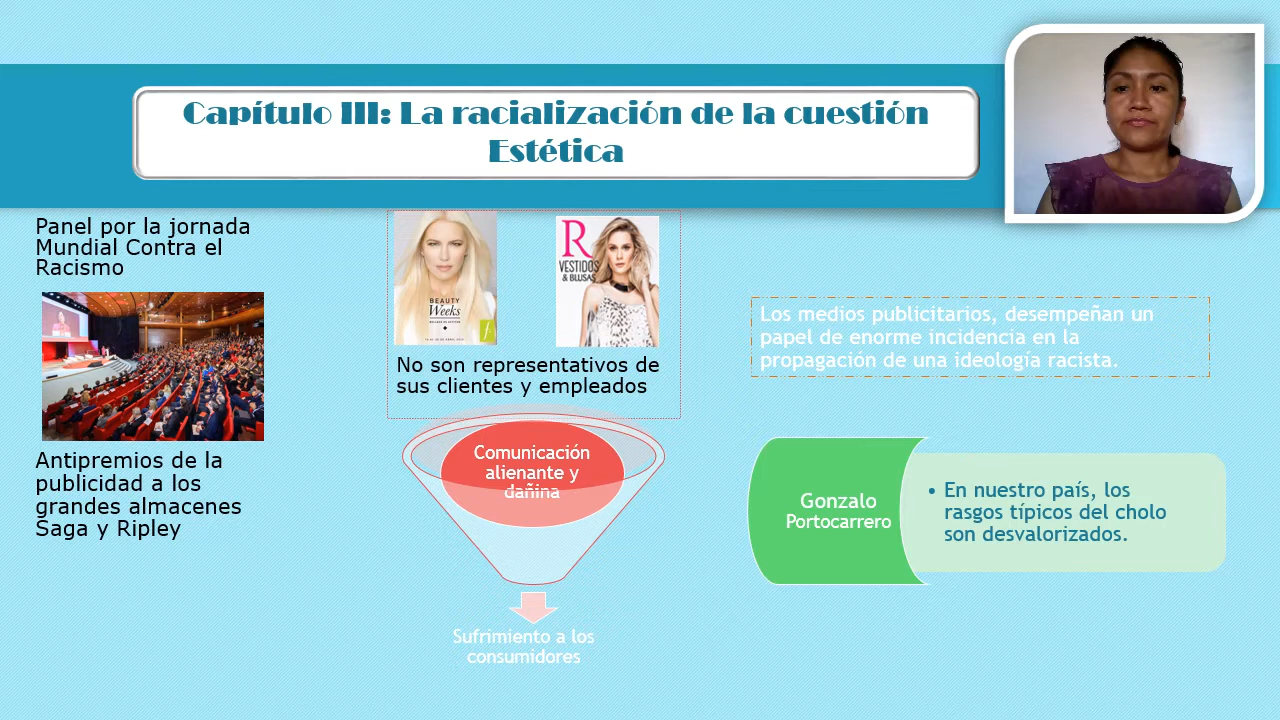 Capítulo III: La racialización de la cuestión
Estética
Panel por la jornada
Mundial Contra el
Racismo
Antipremios de la
publicidad a los
grandes almacenes
Saga y Ripley
BEAUTY
Weeks
f
R
VESTIDOS
& BLUSAS
No son representativos de
sus clientes y empleados
Comunicación
alienante y
dañina
Sufrimiento a los
consumidores
Los medios publicitarios, desempeñan un
papel de enorme incidencia en la
propagación de una ideología racista.
Gonzalo
Portocarrero
• En nuestro país, los
rasgos típicos del cholo
son desvalorizados.